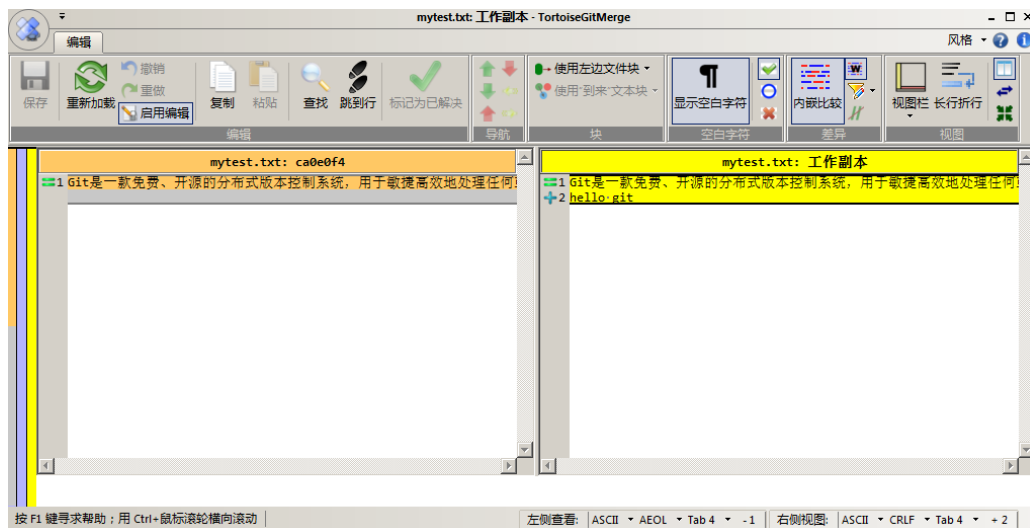 mytest.txt: 工作副本 - TortoiseGitMerge
编辑
风格
保存
重新加载
撤销
重做
启用编辑
复制
粘贴
查找
跳到行
标记为已解决
使用左边文件块
使用'到来'文本块
显示空白字符
内嵌比较
视图栏
长行折行
编辑
导航
块
空白字符
差异
视图
mytest.txt: ca0e0f4
1 Git是一款免费、开源的分布式版本控制系统，用于敏捷高效地处理任何
mytest.txt: 工作副本
1 Git是一款免费、开源的分布式版本控制系统，用于敏捷高效地处理任何
2 hello·git
按 F1 键寻求帮助；用 Ctrl+鼠标滚轮横向滚动
左侧查看: ASCII AEOL Tab 4 - 1
右侧视图: ASCII CRLF Tab 4 + 2